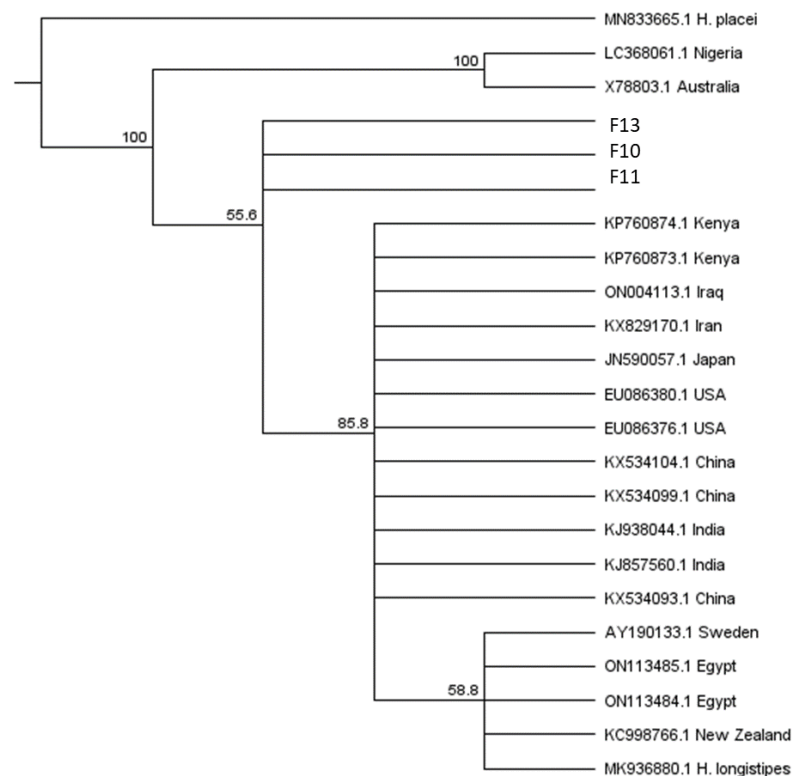 MN833665.1 H. placei
LC368061.1 Nigeria
100
X78803.1 Australia
F13
100
F10
F11
55.6
KP760874.1 Kenya
KP760873.1 Kenya
ON004113.1 Iraq
KX829170.1 Iran
JN590057.1 Japan
EU086380.1 USA
85.8
EU086376.1 USA
KX534104.1 China
KX534099.1 China
KJ938044.1 India
KJ857560.1 India
KX534093.1 China
AY190133.1 Sweden
ON113485.1 Egypt
58.8
ON113484.1 Egypt
KC998766.1 New Zealand
MK936880.1 H. longistipes